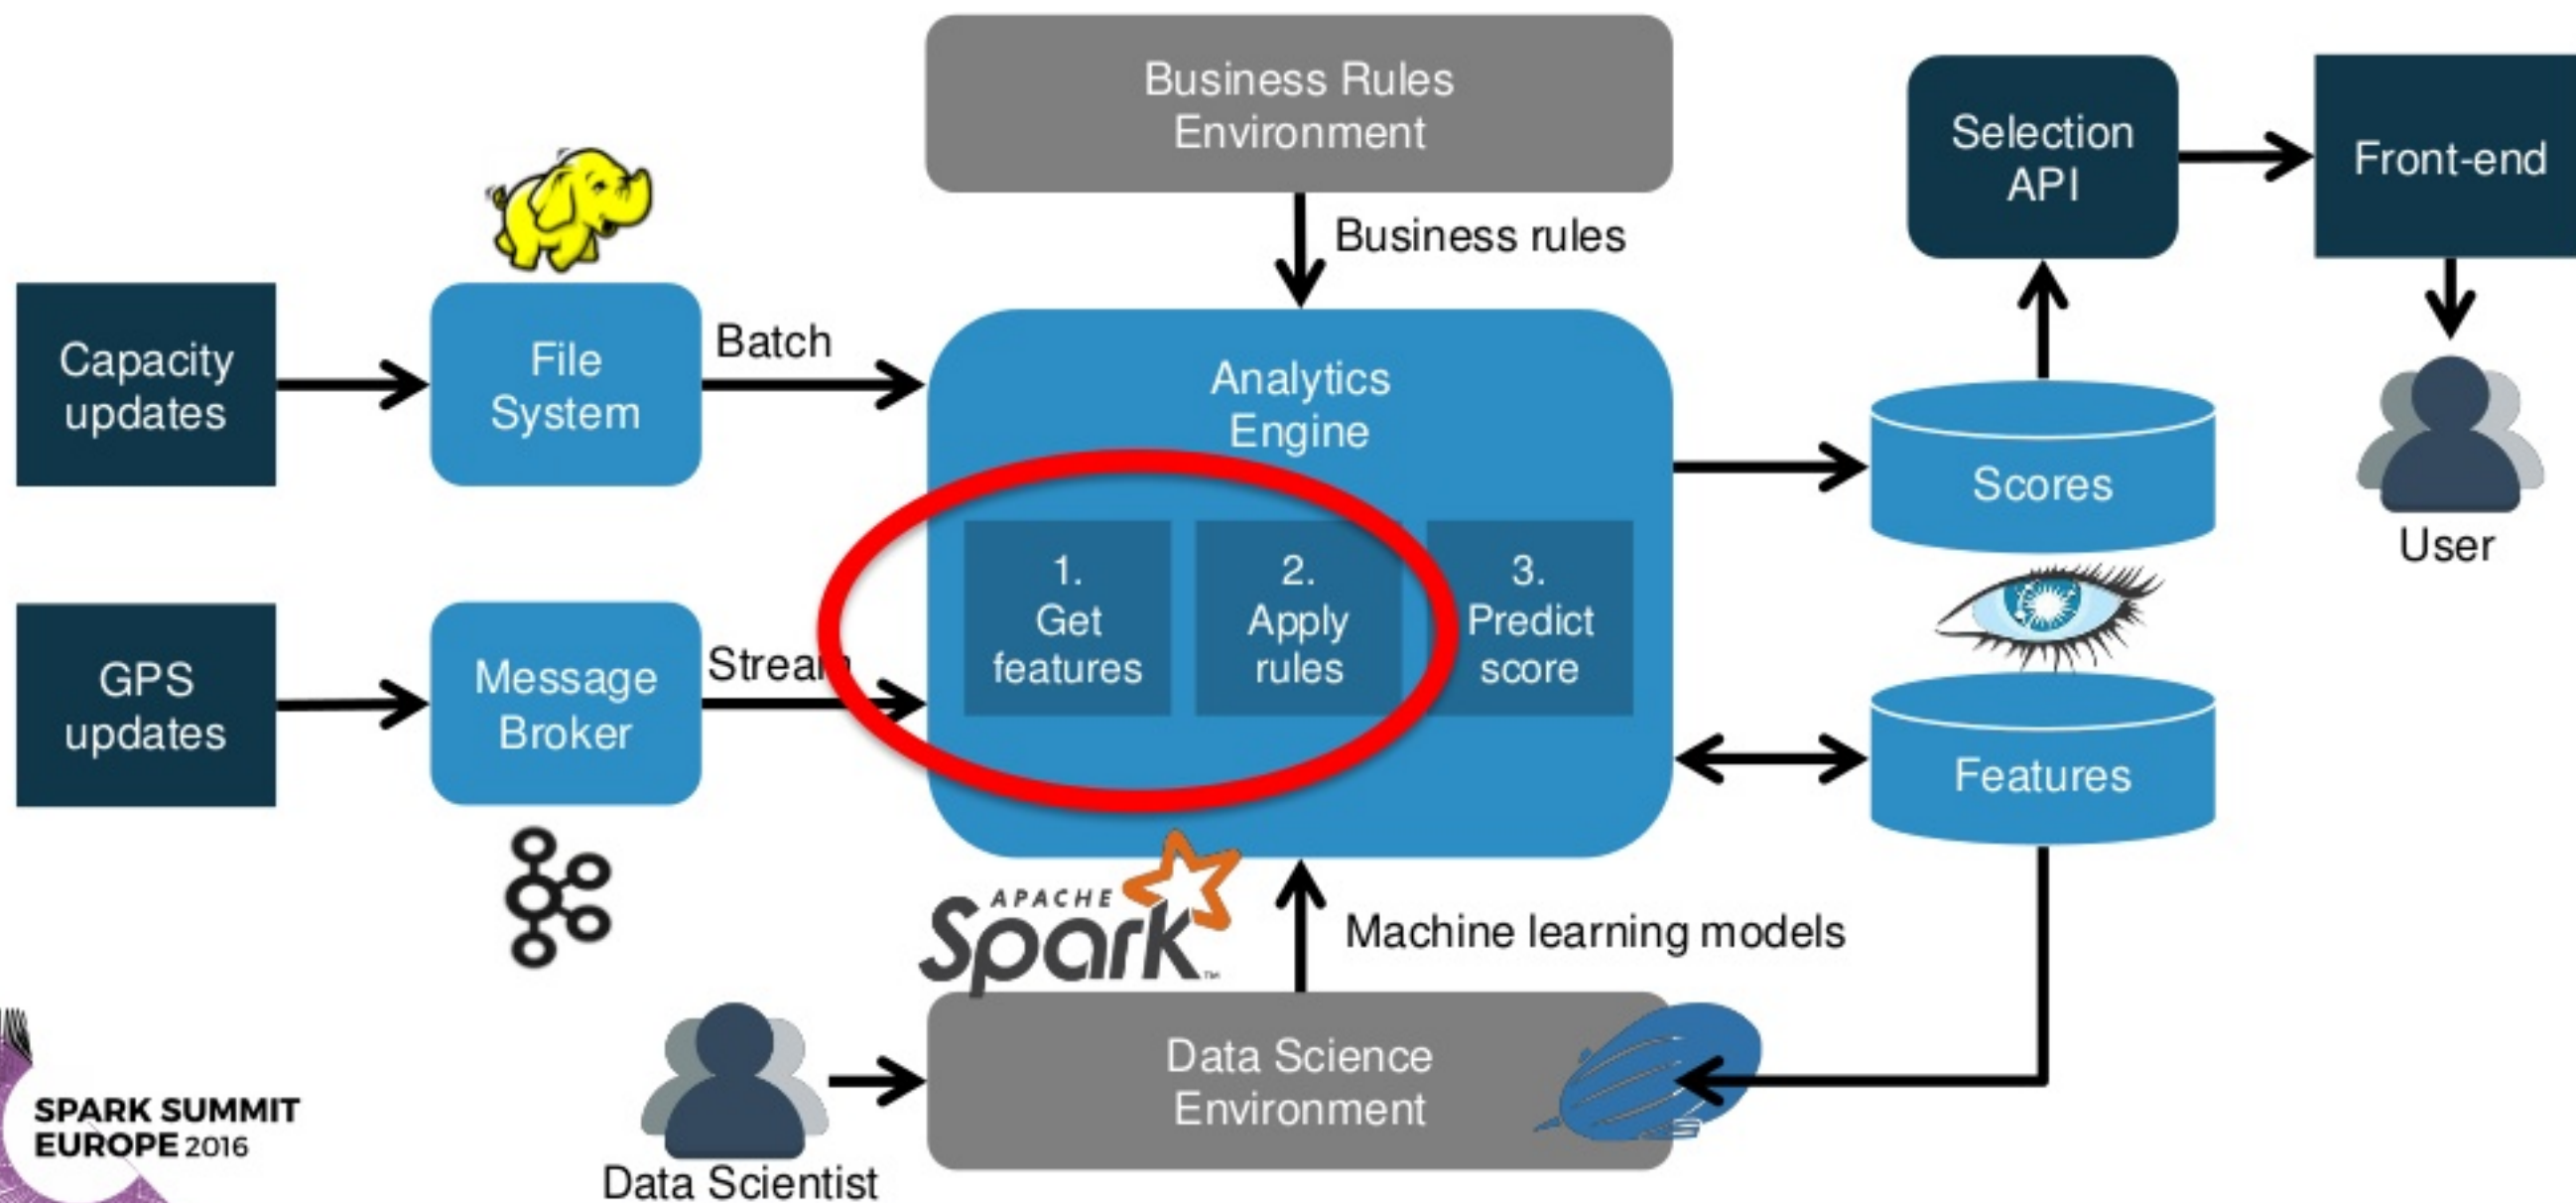 Business Rules
Environment
Business rules
Selection
API
Front-end
User
Capacity
updates
File
System
Batch
Analytics
Engine
1.
Get
features
2.
Apply
rules
3.
Predict
score
Scores
GPS
updates
Message
Broker
Stream
Features
APACHE
Spark
TM
Machine learning models
Data Science
Environment
Data Scientist
SPARK SUMMIT
EUROPE 2016